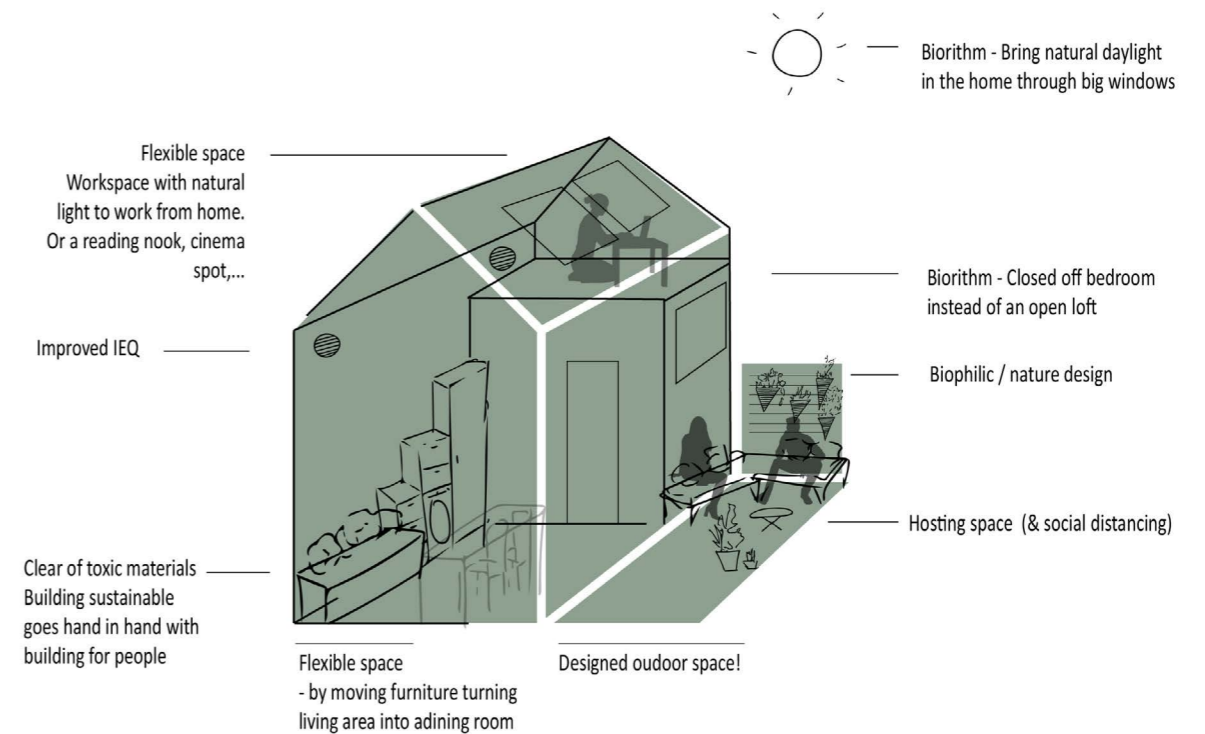 Biorithm - Bring natural daylight
in the home through big windows
Flexible space
Workspace with natural
light to work from home.
Or a reading nook, cinema
spot,...
Biorithm - Closed off bedroom
instead of an open loft
Improved IEQ
Biophilic / nature design
Hosting space (& social distancing)
Clear of toxic materials
Building sustainable
goes hand in hand with
building for people
Flexible space
- by moving furniture turning
living area into adining room
Designed oudoor space!